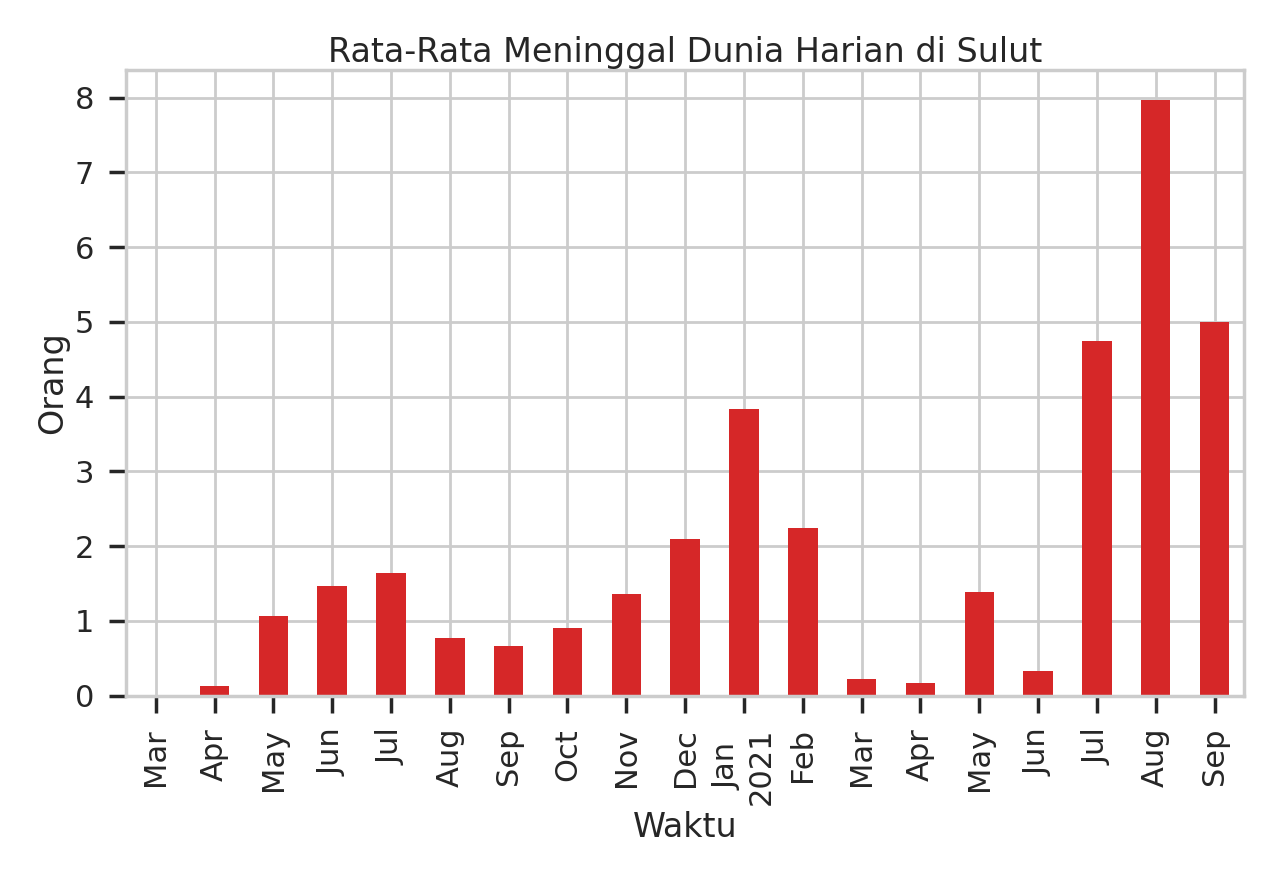 Rata-Rata Meninggal Dunia Harian di Sulut
Orang
8
7
6
5
4
3
2
1
0
Mar
Apr
May
Jun
Jul
Aug
Sep
Oct
Nov
Dec
Jan
2021
Feb
Mar
Apr
May
Jun
Jul
Aug
Sep
Waktu